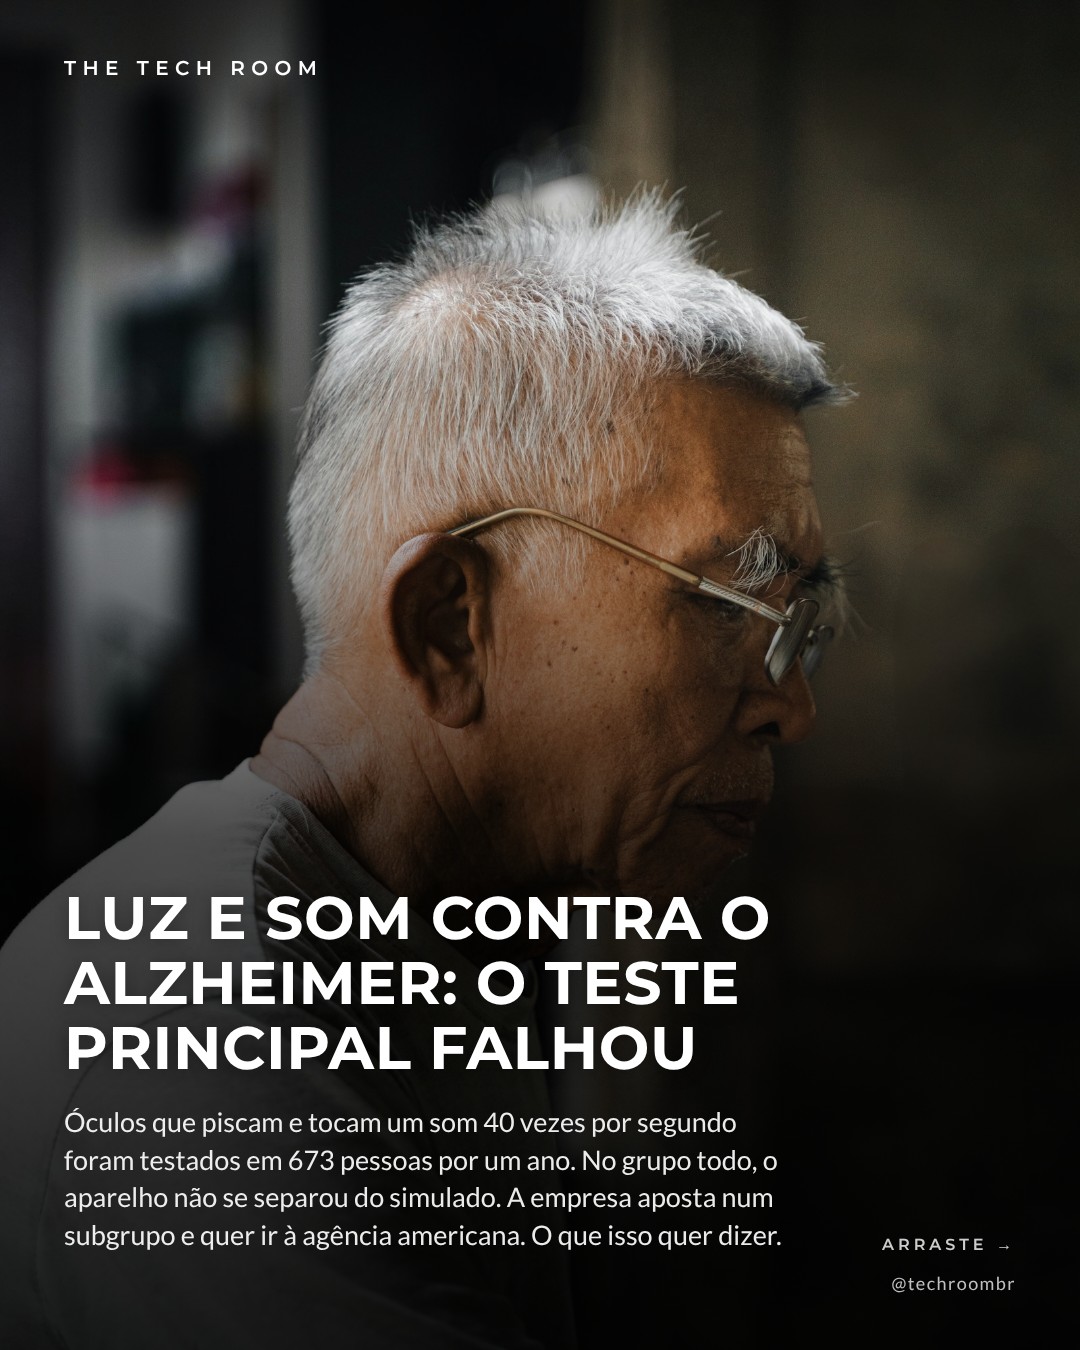 THE TECH ROOM
LUZ E SOM CONTRA O
ALZHEIMER: O TESTE
PRINCIPAL FALHOU
Óculos que piscam e tocam um som 40 vezes por segundo
foram testados em 673 pessoas por um ano. No grupo todo, o
aparelho não se separou do simulado. A empresa aposta num
subgrupo e quer ir à agência americana. O que isso quer dizer.
ARRASTE →
@techroombr